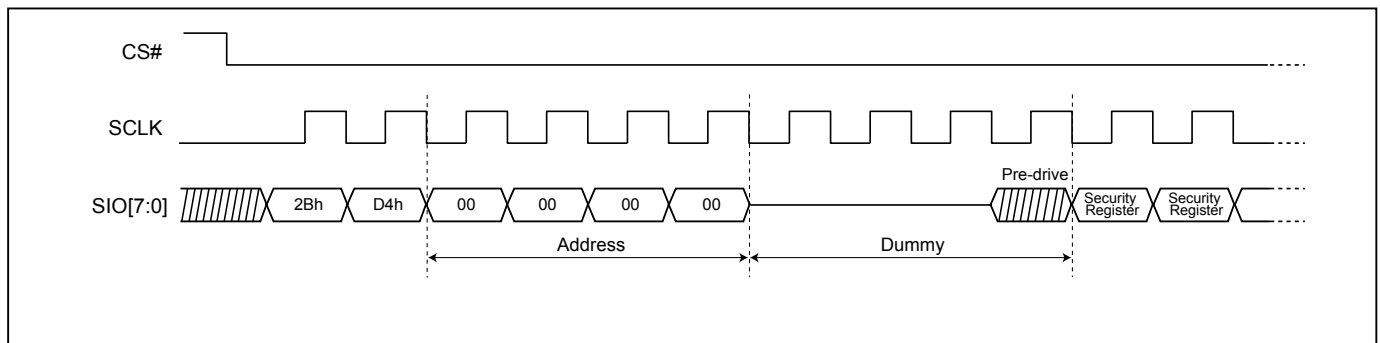 CS#
SCLK
Pre-drive
SIO[7:0]
2Bh
D4h
00
00
00
00
Security
Register
Security
Register
Address
Dummy